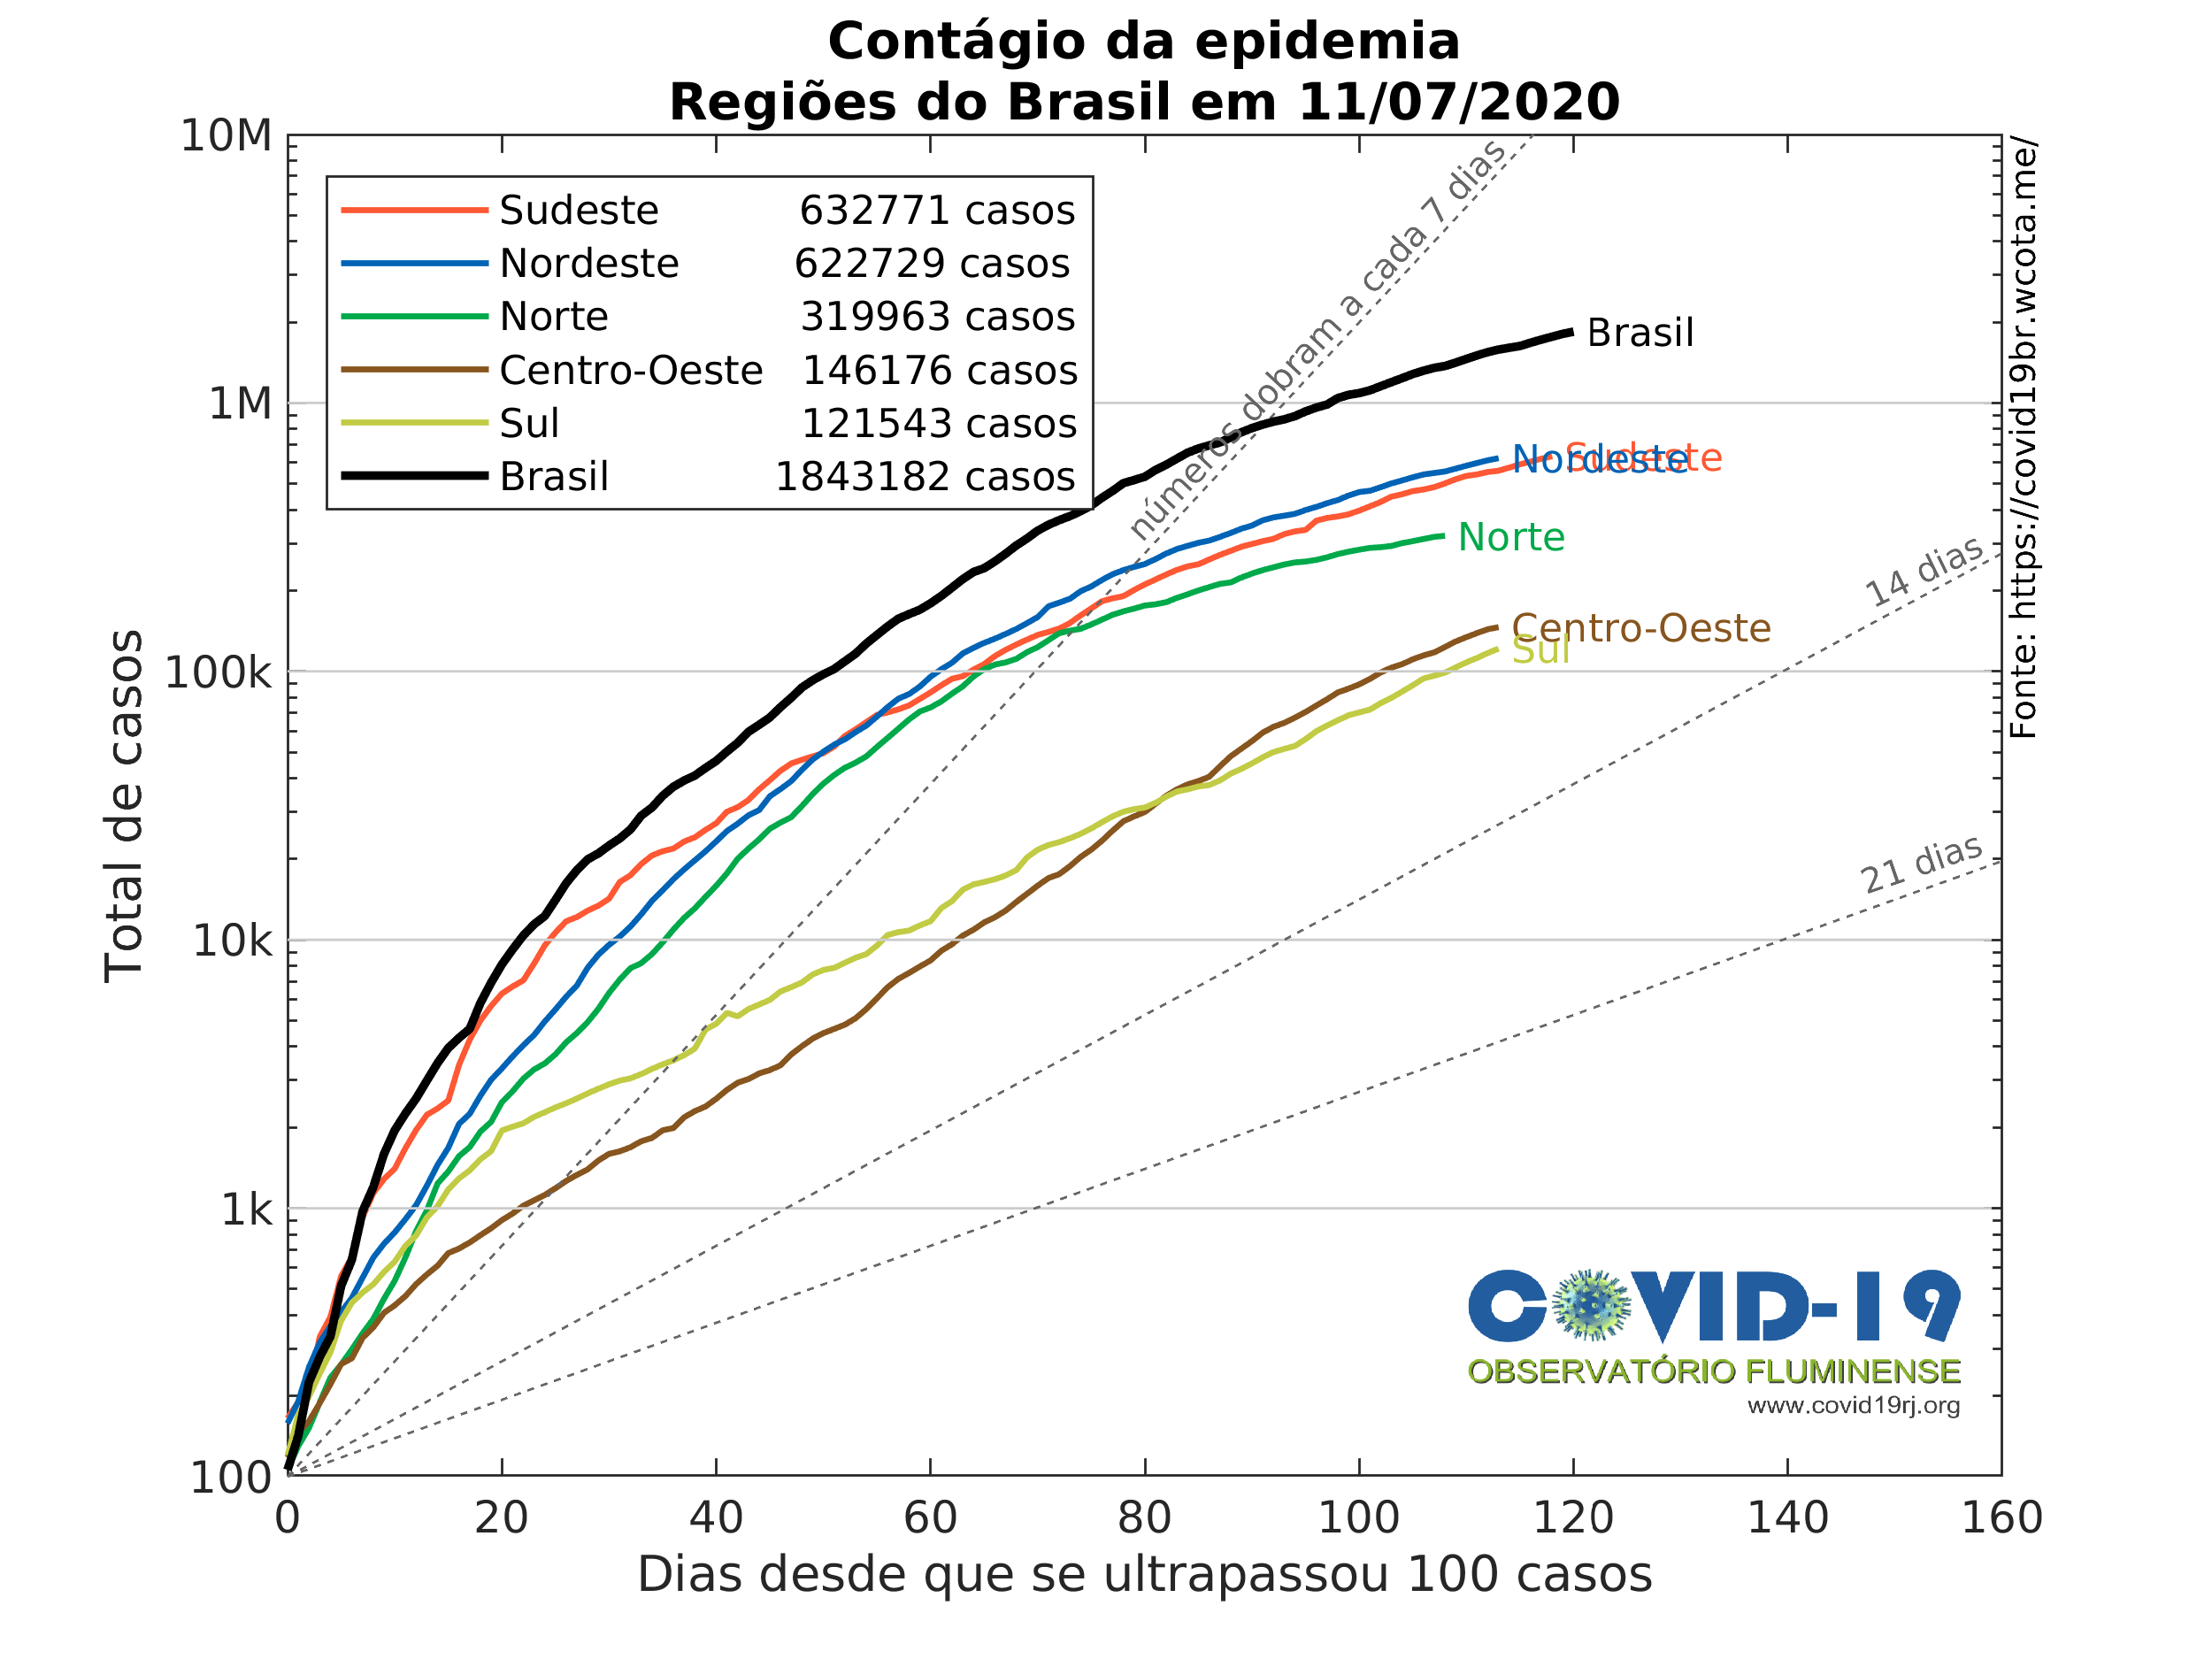 Contágio da epidemia
Regiões do Brasil em 11/07/2020
10M
1M
100k
10k
1k
100
Total de casos
Sudeste 632771 casos
Nordeste 622729 casos
Norte 319963 casos
Centro-Oeste 146176 casos
Sul 121543 casos
Brasil 1843182 casos
números dobram a cada 7 dias
14 dias
21 dias
Brasil
Nordeste
Sudeste
Norte
Centro-Oeste
Sul
Fonte: https://covid19br.wcota.me/
COVID-19
OBSERVATÓRIO FLUMINENSE
www.covid19rj.org
0 20 40 60 80 100 120 140 160
Dias desde que se ultrapassou 100 casos